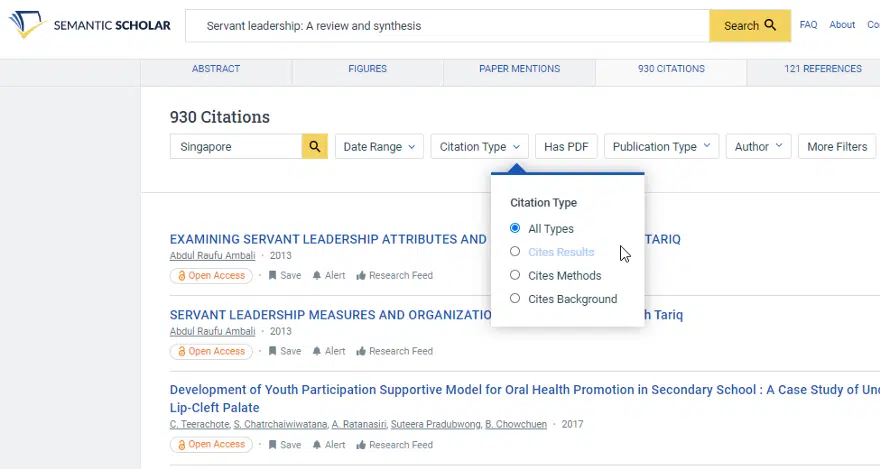 SEMANTIC SCHOLAR
Servant leadership: A review and synthesis
Search
FAQ About
ABSTRACT FIGURES PAPER MENTIONS 930 CITATIONS 121 REFERENCES
930 Citations
Singapore
Date Range Citation Type Has PDF Publication Type Author More Filters
Citation Type
All Types
Cites Results
Cites Methods
Cites Background
EXAMINING SERVANT LEADERSHIP ATTRIBUTES AND TARIQ
Abdul Raufu Ambali · 2013
Open Access · Save Alert Research Feed
SERVANT LEADERSHIP MEASURES AND h Tariq
Abdul Raufu Ambali · 2013
Open Access · Save Alert Research Feed
Development of Youth Participation Supportive Model for Oral Health Promotion in Secondary School : A Case Study of
Lip-Cleft Palate
C. Teerachote, S. Chatrchaiwiwatana, A. Ratanasiri, Suteera Pradubwong, B. Chowchuen · 2017
Open Access · Save Alert Research Feed